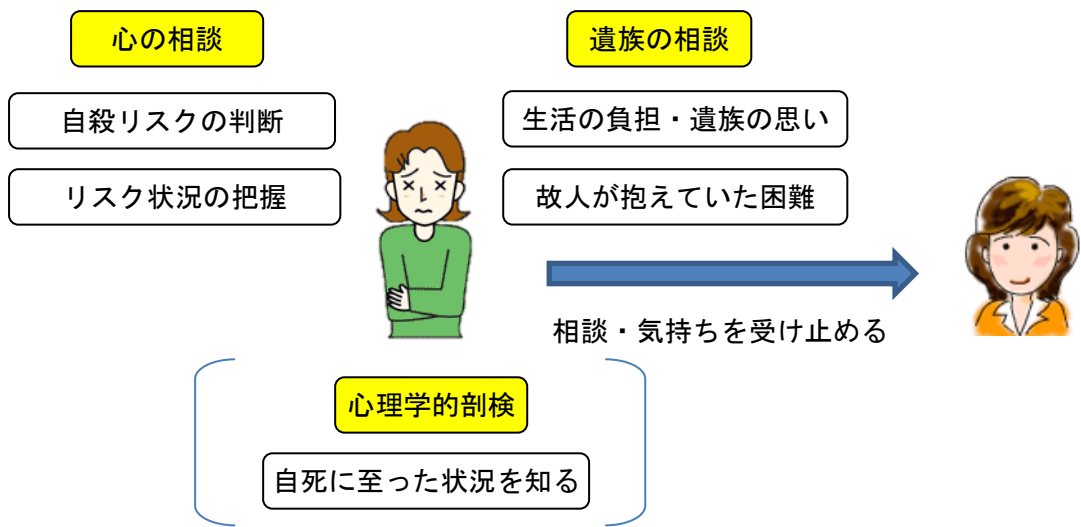 心の相談
遺族の相談
自殺リスクの判断
生活の負担・遺族の思い
リスク状況の把握
故人が抱えていた困難
相談・気持ちを受け止める
心理学的剖検
自死に至った状況を知る